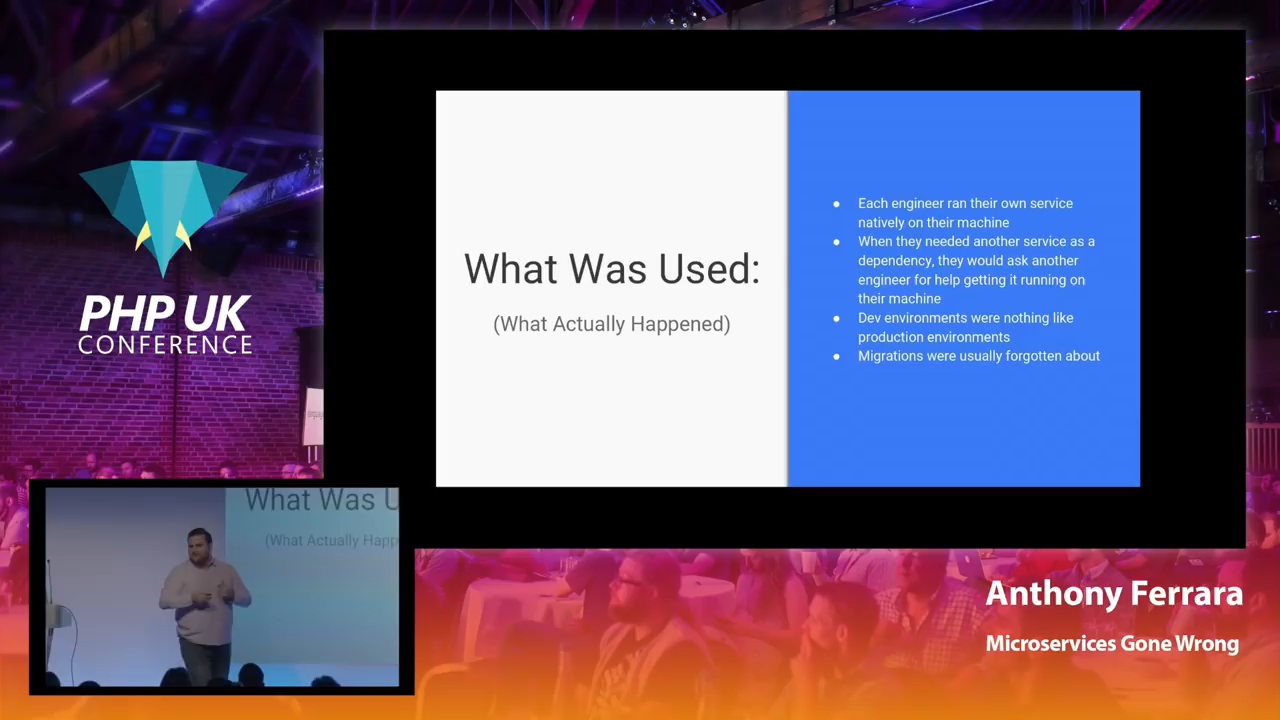 PHP UK
CONFERENCE
What Was Used:
(What Actually Happened)
● Each engineer ran their own service
natively on their machine
● When they needed another service as a
dependency, they would ask another
engineer for help getting it running on
their machine
● Dev environments were nothing like
production environments
● Migrations were usually forgotten about
What Was U
(What Actually Happ
Anthony Ferrara
Microservices Gone Wrong